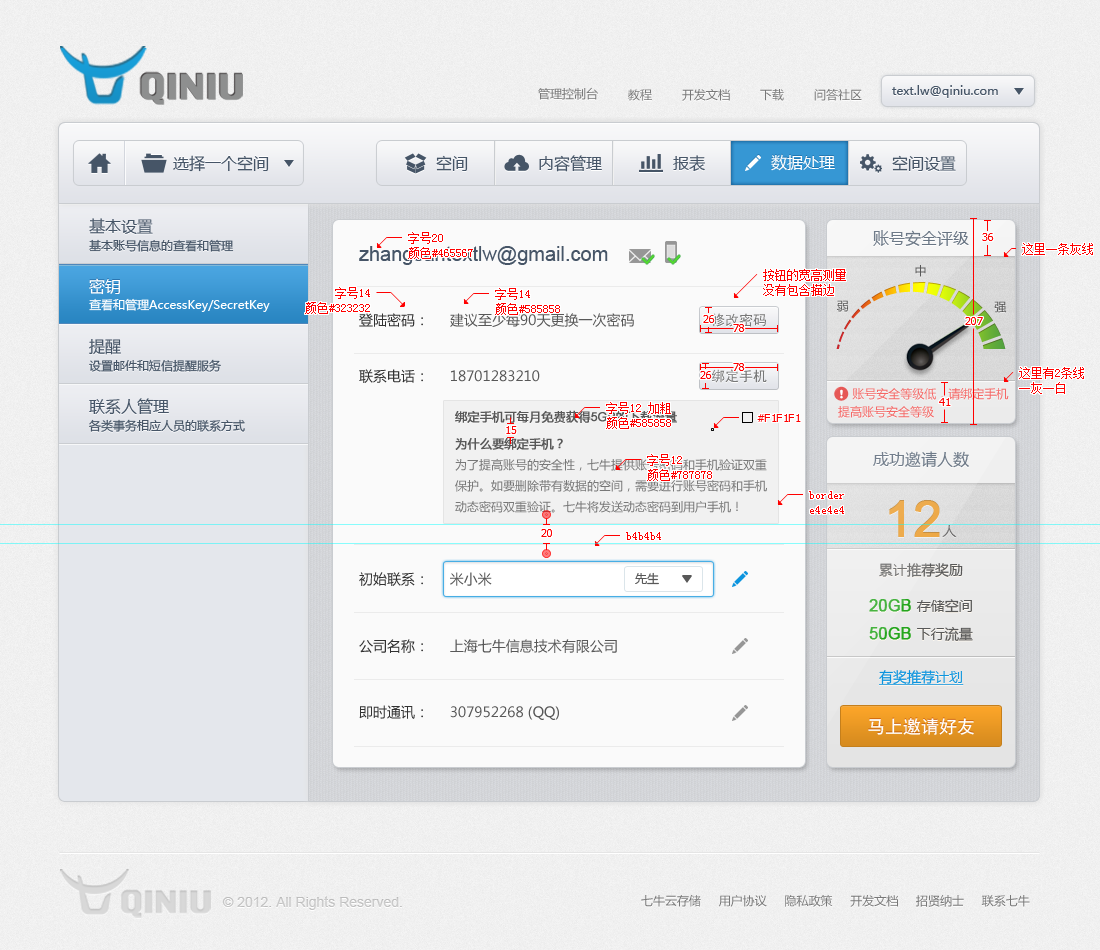 QINIU
管理控制台
教程
开发文档
下载
问答社区
text.lw@qiniu.com
选择一个空间
空间
内容管理
报表
数据处理
空间设置
基本设置
基本账号信息的查看和管理
密钥
查看和管理AccessKey/SecretKey
提醒
设置邮件和短信提醒服务
联系人管理
各类事务相应人员的联系方式
字号20
颜色#465567
lw@gmail.com
按钮的宽高测量
没有包含描边
字号14
颜色#323232
字号14
颜色#585858
登陆密码：
建议至少每90天更换一次密码
修改密码
26
78
联系电话：
18701283210
绑定手机
78
26
绑定手机可每月免费获得5G
字号12 加粗
颜色#585858
#F1F1F1
15
为什么要绑定手机？
字号12
颜色#787878
为了提高账号的安全性，七牛提供账号密码和手机验证双重
保护。如要删除带有数据的空间，需要进行账号密码和手机
动态密码双重验证。七牛将发送动态密码到用户手机！
border
e4e4e4
20
b4b4b4
初始联系：
米小米
先生
公司名称：
上海七牛信息技术有限公司
即时通讯：
307952268 (QQ)
账号安全评级
36
这里一条灰线
弱
中
强
207
这里有2条线
一灰一白
账号安全等级低
请绑定手机
提高账号安全等级
41
成功邀请人数
12人
累计推荐奖励
20GB 存储空间
50GB 下行流量
有奖推荐计划
马上邀请好友
QINIU
© 2012. All Rights Reserved.
七牛云存储
用户协议
隐私政策
开发文档
招贤纳士
联系七牛